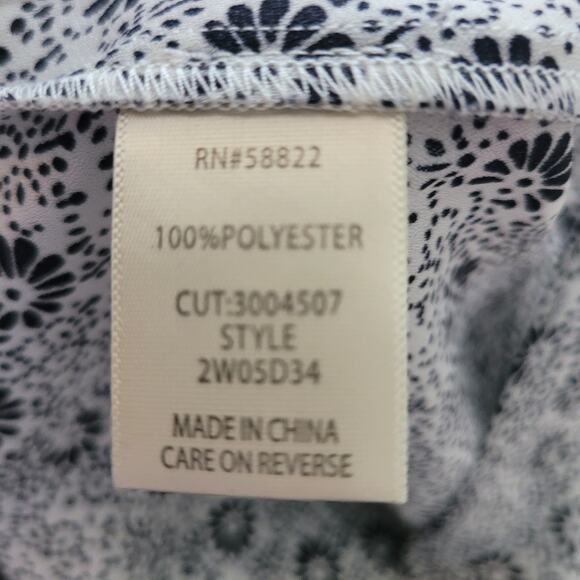 RN#58822
100%POLYESTER
CUT:3004507
STYLE
2W05D34
MADE IN CHINA
CARE ON REVERSE